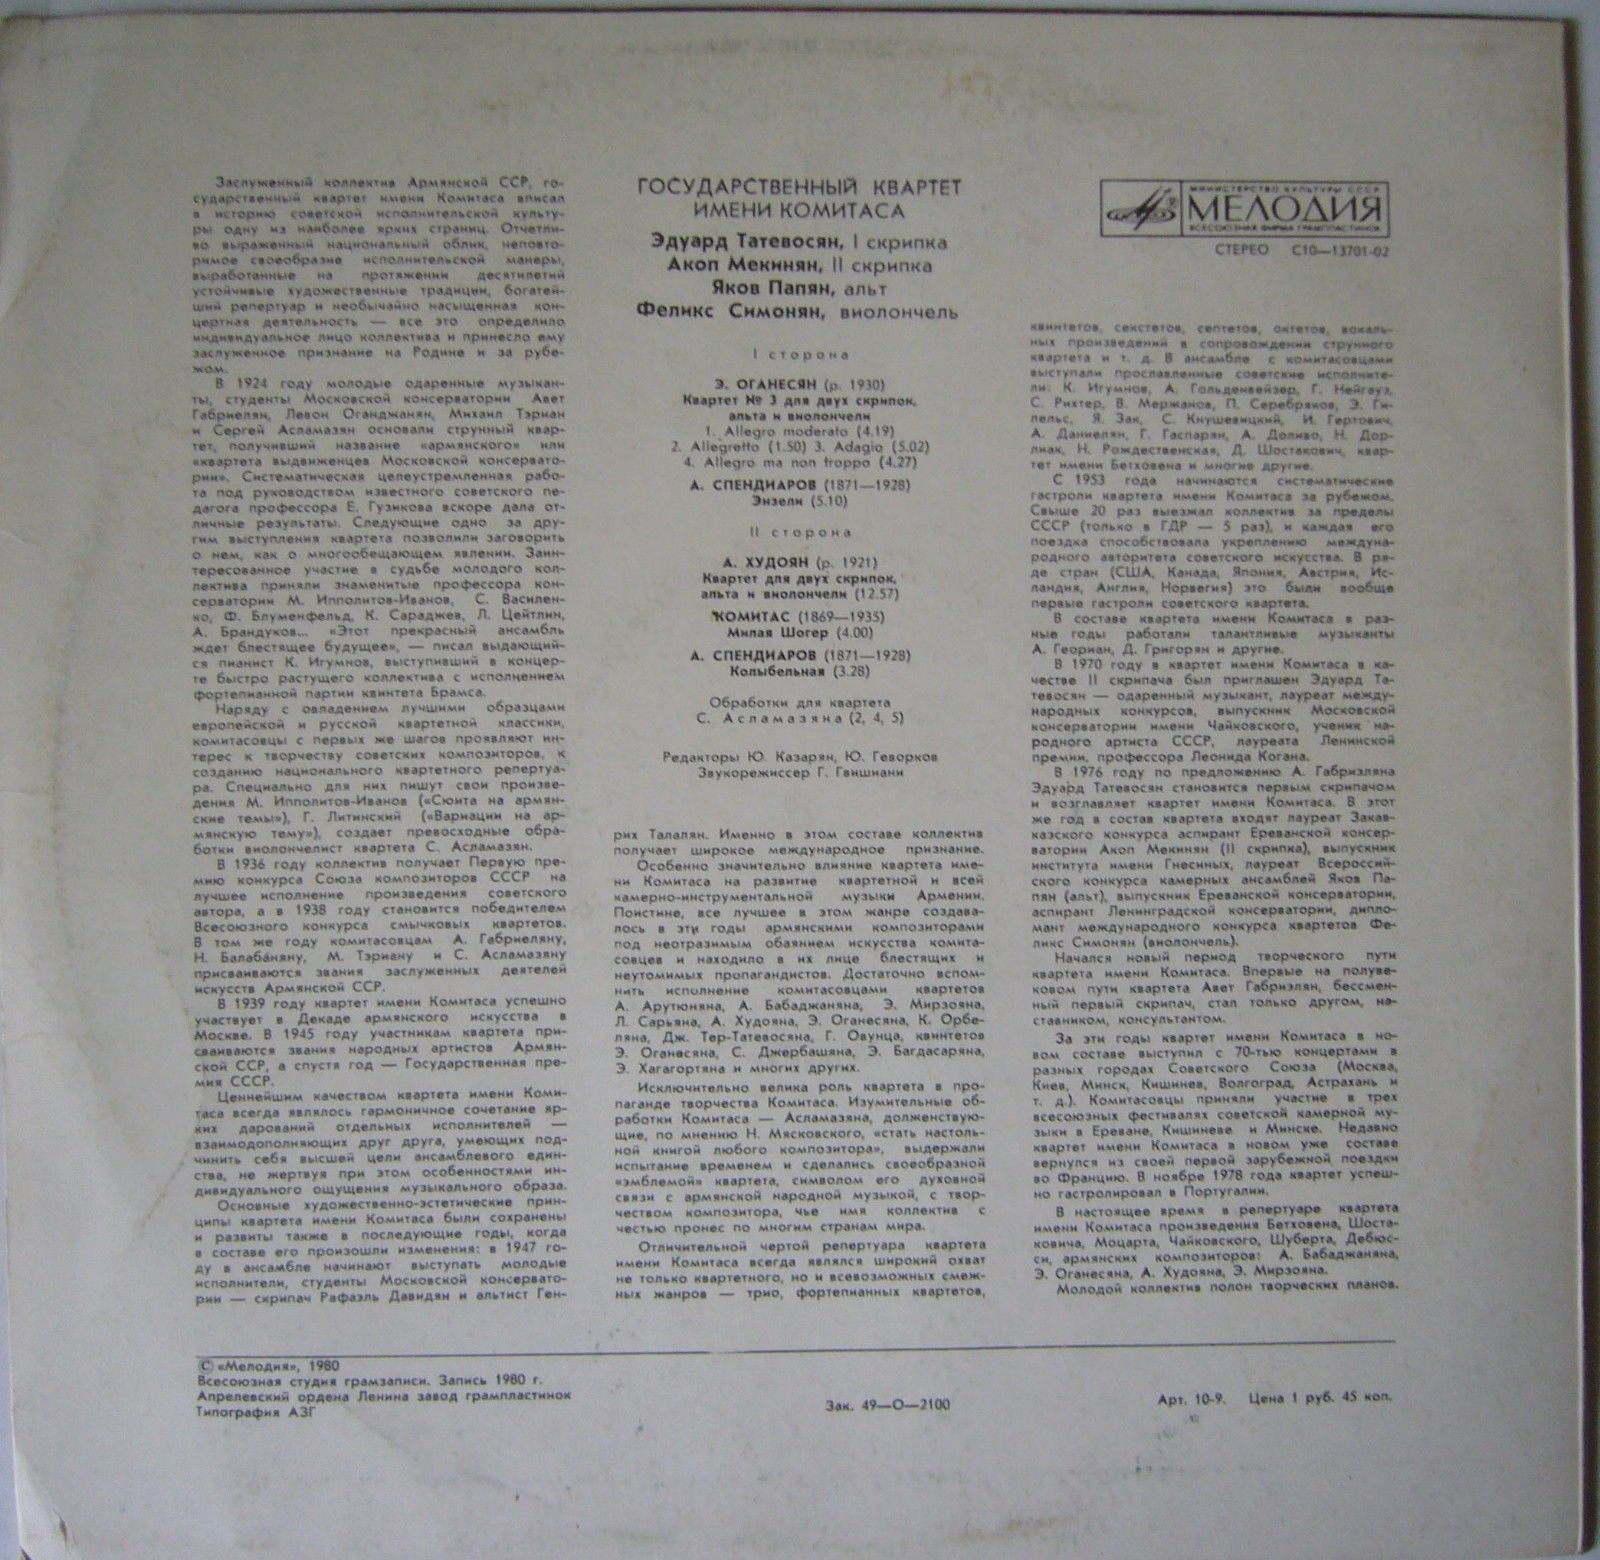 Заслуженный коллектив Армянской ССР, го-
сударственный квартет имени Комитаса вписал
в историю советской исполнительской культу-
ры одну из наиболее ярких страниц. Отчетли-
во выраженный национальный облик, неповто-
римое своеобразие исполнительской манеры,
выработанные на протяжении десятилетий
устойчивые художественные традиции, богатей-
ший репертуар и необычайно насыщенная кон-
цертная деятельность — все это определило
индивидуальное лицо коллектива и принесло ему
заслуженное признание на Родине и за рубе-
жом.
В 1924 году молодые одаренные музыкан-
ты, студенты Московской консерватории Авет
Габриелян, Левон Оганджанян, Михаил Тэриан
и Сергей Асламазян основали струнный квар-
тет, получивший название «армянского» или
«квартета выдвиженцев Московской консервато-
рии». Систематическая целеустремленная рабо-
та под руководством известного советского пе-
дагога профессора Е. Гузикова вскоре дала от-
личные результаты. Следующие одно за дру-
гим выступления квартета позволили заговорить
о нем, как о многообещающем явлении. Заин-
тересованное участие в судьбе молодого кол-
лектива приняли знаменитые профессора кон-
серватории М. Ипполитов-Иванов, С. Василен-
ко, Ф. Блуменфельд, К. Сараджев, Л. Цейтлин,
А. Брандуков... «Этот прекрасный ансамбль
ждет блестящее будущее», — писал выдающий-
ся пианист К. Игумнов, выступивший в концер-
те быстро растущего коллектива с исполнением
фортепианной партии квинтета Брамса.
Наряду с овладением лучшими образцами
европейской и русской квартетной классики,
комитасовцы с первых же шагов проявляют ин-
терес к творчеству советских композиторов, к
созданию национального квартетного репертуа-
ра. Специально для них пишут свои произве-
дения М. Ипполитов-Иванов («Сюита на армян-
ские темы»), Г. Литинский («Вариации на ар-
мянскую тему»), создает превосходные обра-
ботки виолончелист квартета С. Асламазян.
В 1936 году коллектив получает Первую пре-
мию конкурса Союза композиторов СССР на
лучшее исполнение произведения советского
автора, а в 1938 году становится победителем
Всесоюзного конкурса смычковых квартетов.
В том же году комитасовцам А. Габриеляну,
Н. Балабаняну, М. Тэриану и С. Асламазяну
присваиваются звания заслуженных деятелей
искусств Армянской ССР.
В 1939 году квартет имени Комитаса успешно
участвует в Декаде армянского искусства в
Москве. В 1945 году участникам квартета при-
сваиваются звания народных артистов Армян-
ской ССР, а спустя год — Государственная пре-
мия СССР.
Ценнейшим качеством квартета имени Коми-
таса всегда являлось гармоничное сочетание яр-
ких дарований отдельных исполнителей —
взаимодополняющих друг друга, умеющих под-
чинить себя высшей цели ансамблевого един-
ства, не жертвуя при этом особенностями ин-
дивидуального ощущения музыкального образа.
Основные художественно-эстетические прин-
ципы квартета имени Комитаса были сохранены
и развиты также в последующие годы, когда
в составе его произошли изменения: в 1947 го-
ду в ансамбле начинают выступать молодые
исполнители, студенты Московской консервато-
рии — скрипач Рафаэль Давидян и альтист Ген-
ГОСУДАРСТВЕННЫЙ КВАРТЕТ
ИМЕНИ КОМИТАСА
Эдуард Татевосян, I скрипка
Акоп Мекинян, II скрипка
Яков Папян, альт
Феликс Симонян, виолончель
I сторона
Э. ОГАНЕСЯН (р. 1930)
Квартет № 3 для двух скрипок,
альта и виолончели
1. Allegro moderato (4.19)
2. Allegretto (1.50) 3. Adagio (5.02)
4. Allegro ma non troppo (4.27)
А. СПЕНДИАРОВ (1871—1928)
Энзели (5.10)
II сторона
А. ХУДОЯН (р. 1921)
Квартет для двух скрипок,
альта и виолончели (12.57)
КОМИТАС (1869—1935)
Милая Шогер (4.00)
А. СПЕНДИАРОВ (1871—1928)
Колыбельная (3.28)
Обработки для квартета
С. Асламазяна (2, 4, 5)
Редакторы Ю. Казарян, Ю. Геворков
Звукорежиссер Г. Гвишиани
рих Талалян. Именно в этом составе коллектив
получает широкое международное признание.
Особенно значительно влияние квартета име-
ни Комитаса на развитие квартетной и всей
камерно-инструментальной музыки Армении.
Поистине, все лучшее в этом жанре создава-
лось в эти годы армянскими композиторами
под неотразимым обаянием искусства комита-
совцев и находило в их лице блестящих и
неутомимых пропагандистов. Достаточно вспом-
нить исполнение комитасовцами квартетов
А. Арутюняна, А. Бабаджаняна, Э. Мирзояна,
Л. Сарьяна, А. Худояна, Э. Оганесяна, К. Орбе-
ляна, Дж. Тер-Татевосяна, Г. Овунца, квинтетов
Э. Оганесяна, С. Джербашяна, Э. Багдасаряна,
Э. Хагагортяна и многих других.
Исключительно велика роль квартета в про-
паганде творчества Комитаса. Изумительные об-
работки Комитаса — Асламазяна, долженствую-
щие, по мнению Н. Мясковского, «стать настоль-
ной книгой любого композитора», выдержали
испытание временем и сделались своеобразной
«эмблемой» квартета, символом его духовной
связи с армянской народной музыкой, с твор-
чеством композитора, чье имя коллектив с
честью пронес по многим странам мира.
Отличительной чертой репертуара квартета
имени Комитаса всегда являлся широкий охват
не только квартетного, но и всевозможных смеж-
ных жанров — трио, фортепианных квартетов,
МИНИСТЕРСТВО КУЛЬТУРЫ СССР
МЕЛОДИЯ
ВСЕСОЮЗНАЯ ФИРМА ГРАМПЛАСТИНОК
СТЕРЕО С10—13701-02
квинтетов, секстетов, септетов, октетов, вокаль-
ных произведений в сопровождении струнного
квартета и т. д. В ансамбле с комитасовцами
выступали прославленные советские исполните-
ли: К. Игумнов, А. Гольденвейзер, Г. Нейгауз,
С. Рихтер, В. Мержанов, П. Серебряков, Э. Ги-
лельс, Я. Зак, С. Кнушевицкий, И. Гертович,
А. Даниелян, Г. Гаспарян, А. Доливо, Н. Дор-
лиак, Н. Рождественская, Д. Шостакович, квар-
тет имени Бетховена и многие другие.
С 1953 года начинаются систематические
гастроли квартета имени Комитаса за рубежом.
Свыше 20 раз выезжал коллектив за пределы
СССР (только в ГДР — 5 раз), и каждая его
поездка способствовала укреплению междуна-
родного авторитета советского искусства. В ря-
де стран (США, Канада, Япония, Австрия, Ис-
ландия, Англия, Норвегия) это были вообще
первые гастроли советского квартета.
В составе квартета имени Комитаса в раз-
ные годы работали талантливые музыканты
А. Георниан, Д. Григорян и другие.
В 1970 году в квартет имени Комитаса в ка-
честве II скрипача был приглашен Эдуард Та-
тевосян — одаренный музыкант, лауреат между-
народных конкурсов, выпускник Московской
консерватории имени Чайковского, ученик на-
родного артиста СССР, лауреата Ленинской
премии, профессора Леонида Когана.
В 1976 году по предложению А. Габриэляна
Эдуард Татевосян становится первым скрипачом
и возглавляет квартет имени Комитаса. В этот
же год в состав квартета входят лауреат Закав-
казского конкурса аспирант Ереванской консер-
ватории Акоп Мекинян (II скрипка), выпускник
института имени Гнесиных, лауреат Всероссий-
ского конкурса камерных ансамблей Яков Па-
пян (альт), выпускник Ереванской консерватории,
аспирант Ленинградской консерватории, дипло-
мант международного конкурса квартетов Фе-
ликс Симонян (виолончель).
Начался новый период творческого пути
квартета имени Комитаса. Впервые на полуве-
ковом пути квартета Авет Габриэлян, бессмен-
ный первый скрипач, стал только другом, на-
ставником, консультантом.
За эти годы квартет имени Комитаса в но-
вом составе выступил с 70-тью концертами в
разных городах Советского Союза (Москва,
Киев, Минск, Кишинев, Волгоград, Астрахань и
т. д.). Комитасовцы приняли участие в трех
всесоюзных фестивалях советской камерной му-
зыки в Ереване, Кишиневе и Минске. Недавно
квартет имени Комитаса в новом уже составе
вернулся из своей первой зарубежной поездки
во Францию. В ноябре 1978 года квартет успеш-
но гастролировал в Португалии.
В настоящее время в репертуаре квартета
имени Комитаса произведения Бетховена, Шоста-
ковича, Моцарта, Чайковского, Шуберта, Дебюс-
си, армянских композиторов: А. Бабаджаняна,
Э. Оганесяна, А. Худояна, Э. Мирзояна.
Молодой коллектив полон творческих планов.
© «Мелодия», 1980
Всесоюзная студия грамзаписи. Запись 1980 г.
Апрелевский ордена Ленина завод грампластинок
Типография АЗГ
Зак. 49—О—2100
Арт. 10-9. Цена 1 руб. 45 коп.